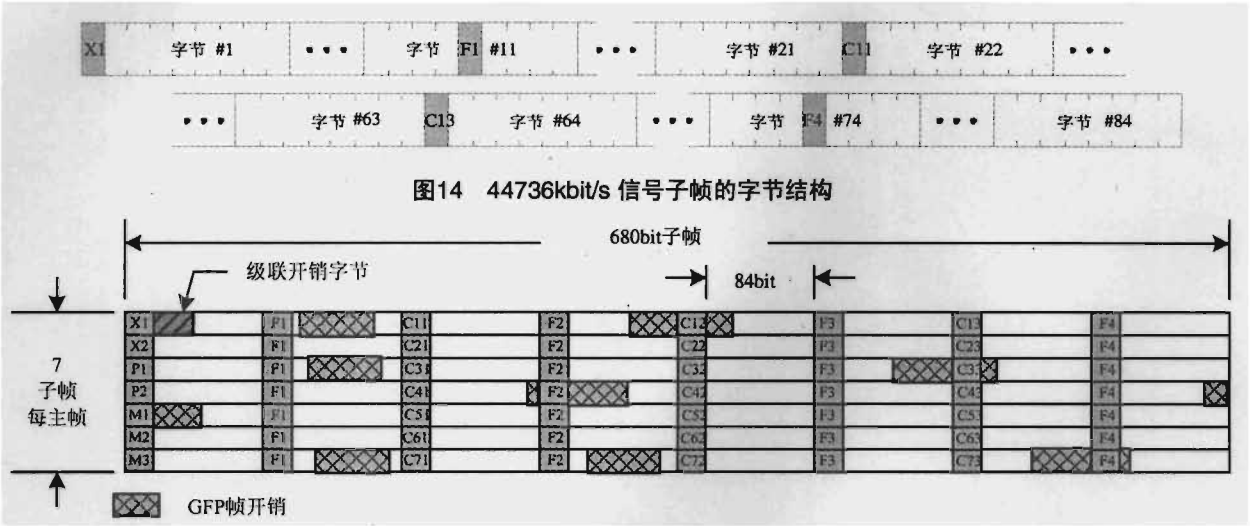 X1 字节 #1 ••• 字节 F1 #11 ••• 字节 #21 C11 字节 #22 •••
••• 字节 #63 C13 字节 #64 ••• 字节 F4 #74 ••• 字节 #84
图14 44736kbit/s 信号子帧的字节结构
680bit子帧
级联开销字节
84bit
X1 F1 C11 F2 C12 F3 C13 F4
X2 F1 C21 F2 C22 F3 C23 F4
P1 F1 C31 F2 C32 F3 C33 F4
P2 F1 C41 F2 C42 F3 C43 F4
M1 F1 C51 F2 C52 F3 C53 F4
M2 F1 C61 F2 C62 F3 C63 F4
M3 F1 C71 F2 C72 F3 C73 F4
7
子帧
每主帧
GFP帧开销